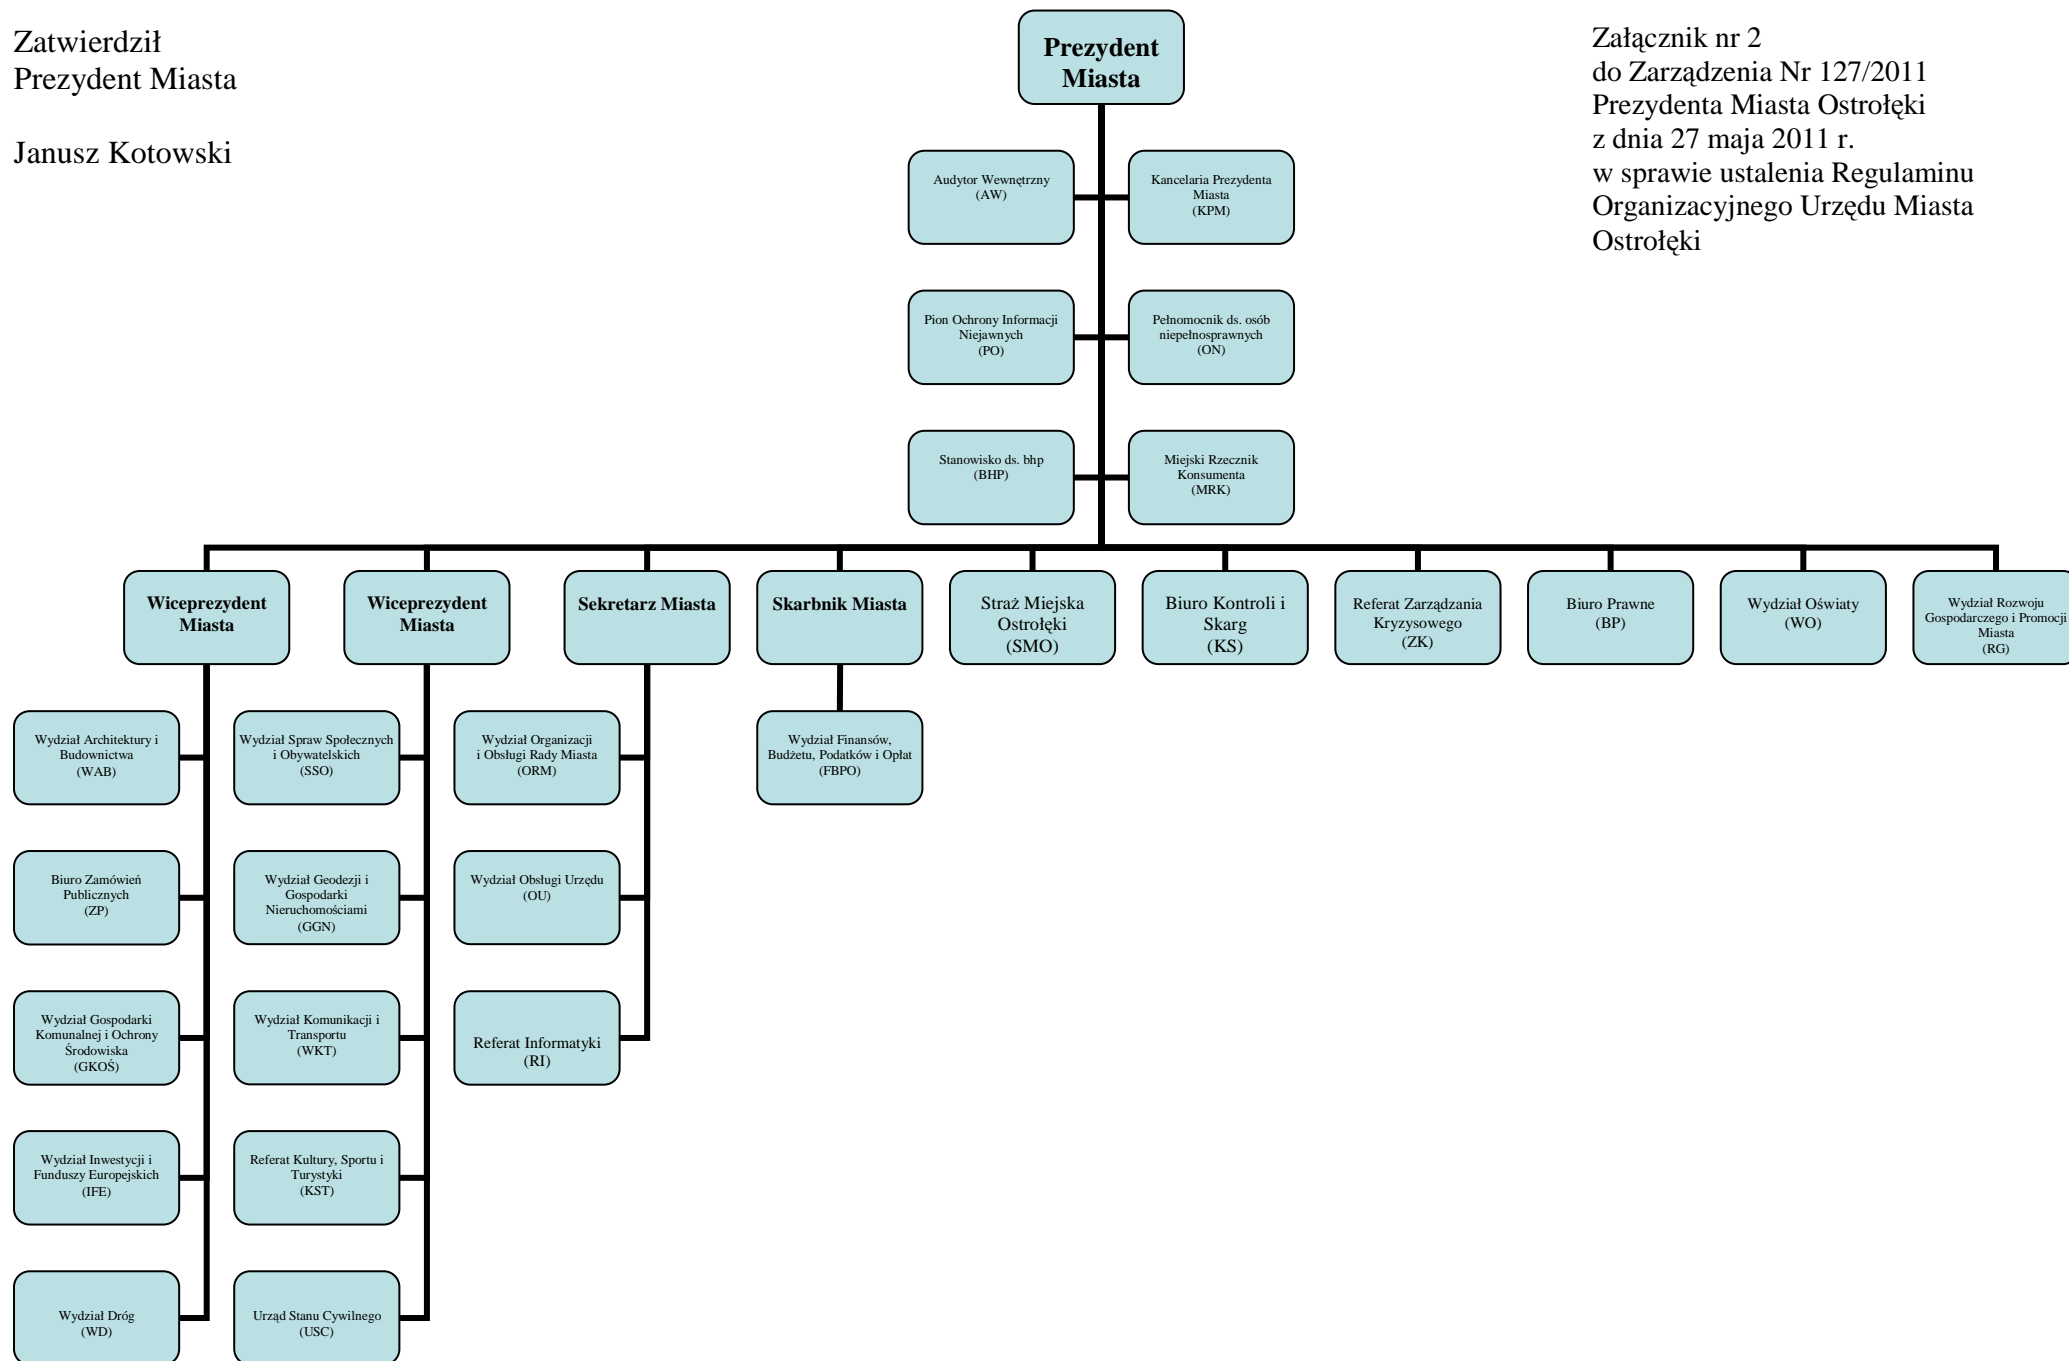 Zatwierdził
Prezydent Miasta
Janusz Kotowski
Prezydent
Miasta
Załącznik nr 2
do Zarządzenia Nr 127/2011
Prezydenta Miasta Ostrołęki
z dnia 27 maja 2011 r.
w sprawie ustalenia Regulaminu
Organizacyjnego Urzędu Miasta
Ostrołęki
Audytor Wewnętrzny
(AW)
Kancelaria Prezydenta
Miasta
(KPM)
Pion Ochrony Informacji
Niejawnych
(PO)
Pełnomocnik ds. osób
niepełnosprawnych
(ON)
Stanowisko ds. bhp
(BHP)
Miejski Rzecznik
Konsumenta
(MRK)
Wiceprezydent
Miasta
Wiceprezydent
Miasta
Sekretarz Miasta
Skarbnik Miasta
Straż Miejska
Ostrołęki
(SMO)
Biuro Kontroli i
Skarg
(KS)
Referat Zarządzania
Kryzysowego
(ZK)
Biuro Prawne
(BP)
Wydział Oświaty
(WO)
Wydział Rozwoju
Gospodarczego i Promocji
Miasta
(RG)
Wydział Architektury i
Budownictwa
(WAB)
Wydział Spraw Społecznych
i Obywatelskich
(SSO)
Wydział Organizacji
i Obsługi Rady Miasta
(ORM)
Wydział Finansów,
Budżetu, Podatków i Opłat
(FBPO)
Biuro Zamówień
Publicznych
(ZP)
Wydział Geodezji i
Gospodarki
Nieruchomościami
(GGN)
Wydział Obsługi Urzędu
(OU)
Wydział Gospodarki
Komunalnej i Ochrony
Środowiska
(GKOŚ)
Wydział Komunikacji i
Transportu
(WKT)
Referat Informatyki
(RI)
Wydział Inwestycji i
Funduszy Europejskich
(IFE)
Referat Kultury, Sportu i
Turystyki
(KST)
Wydział Dróg
(WD)
Urząd Stanu Cywilnego
(USC)